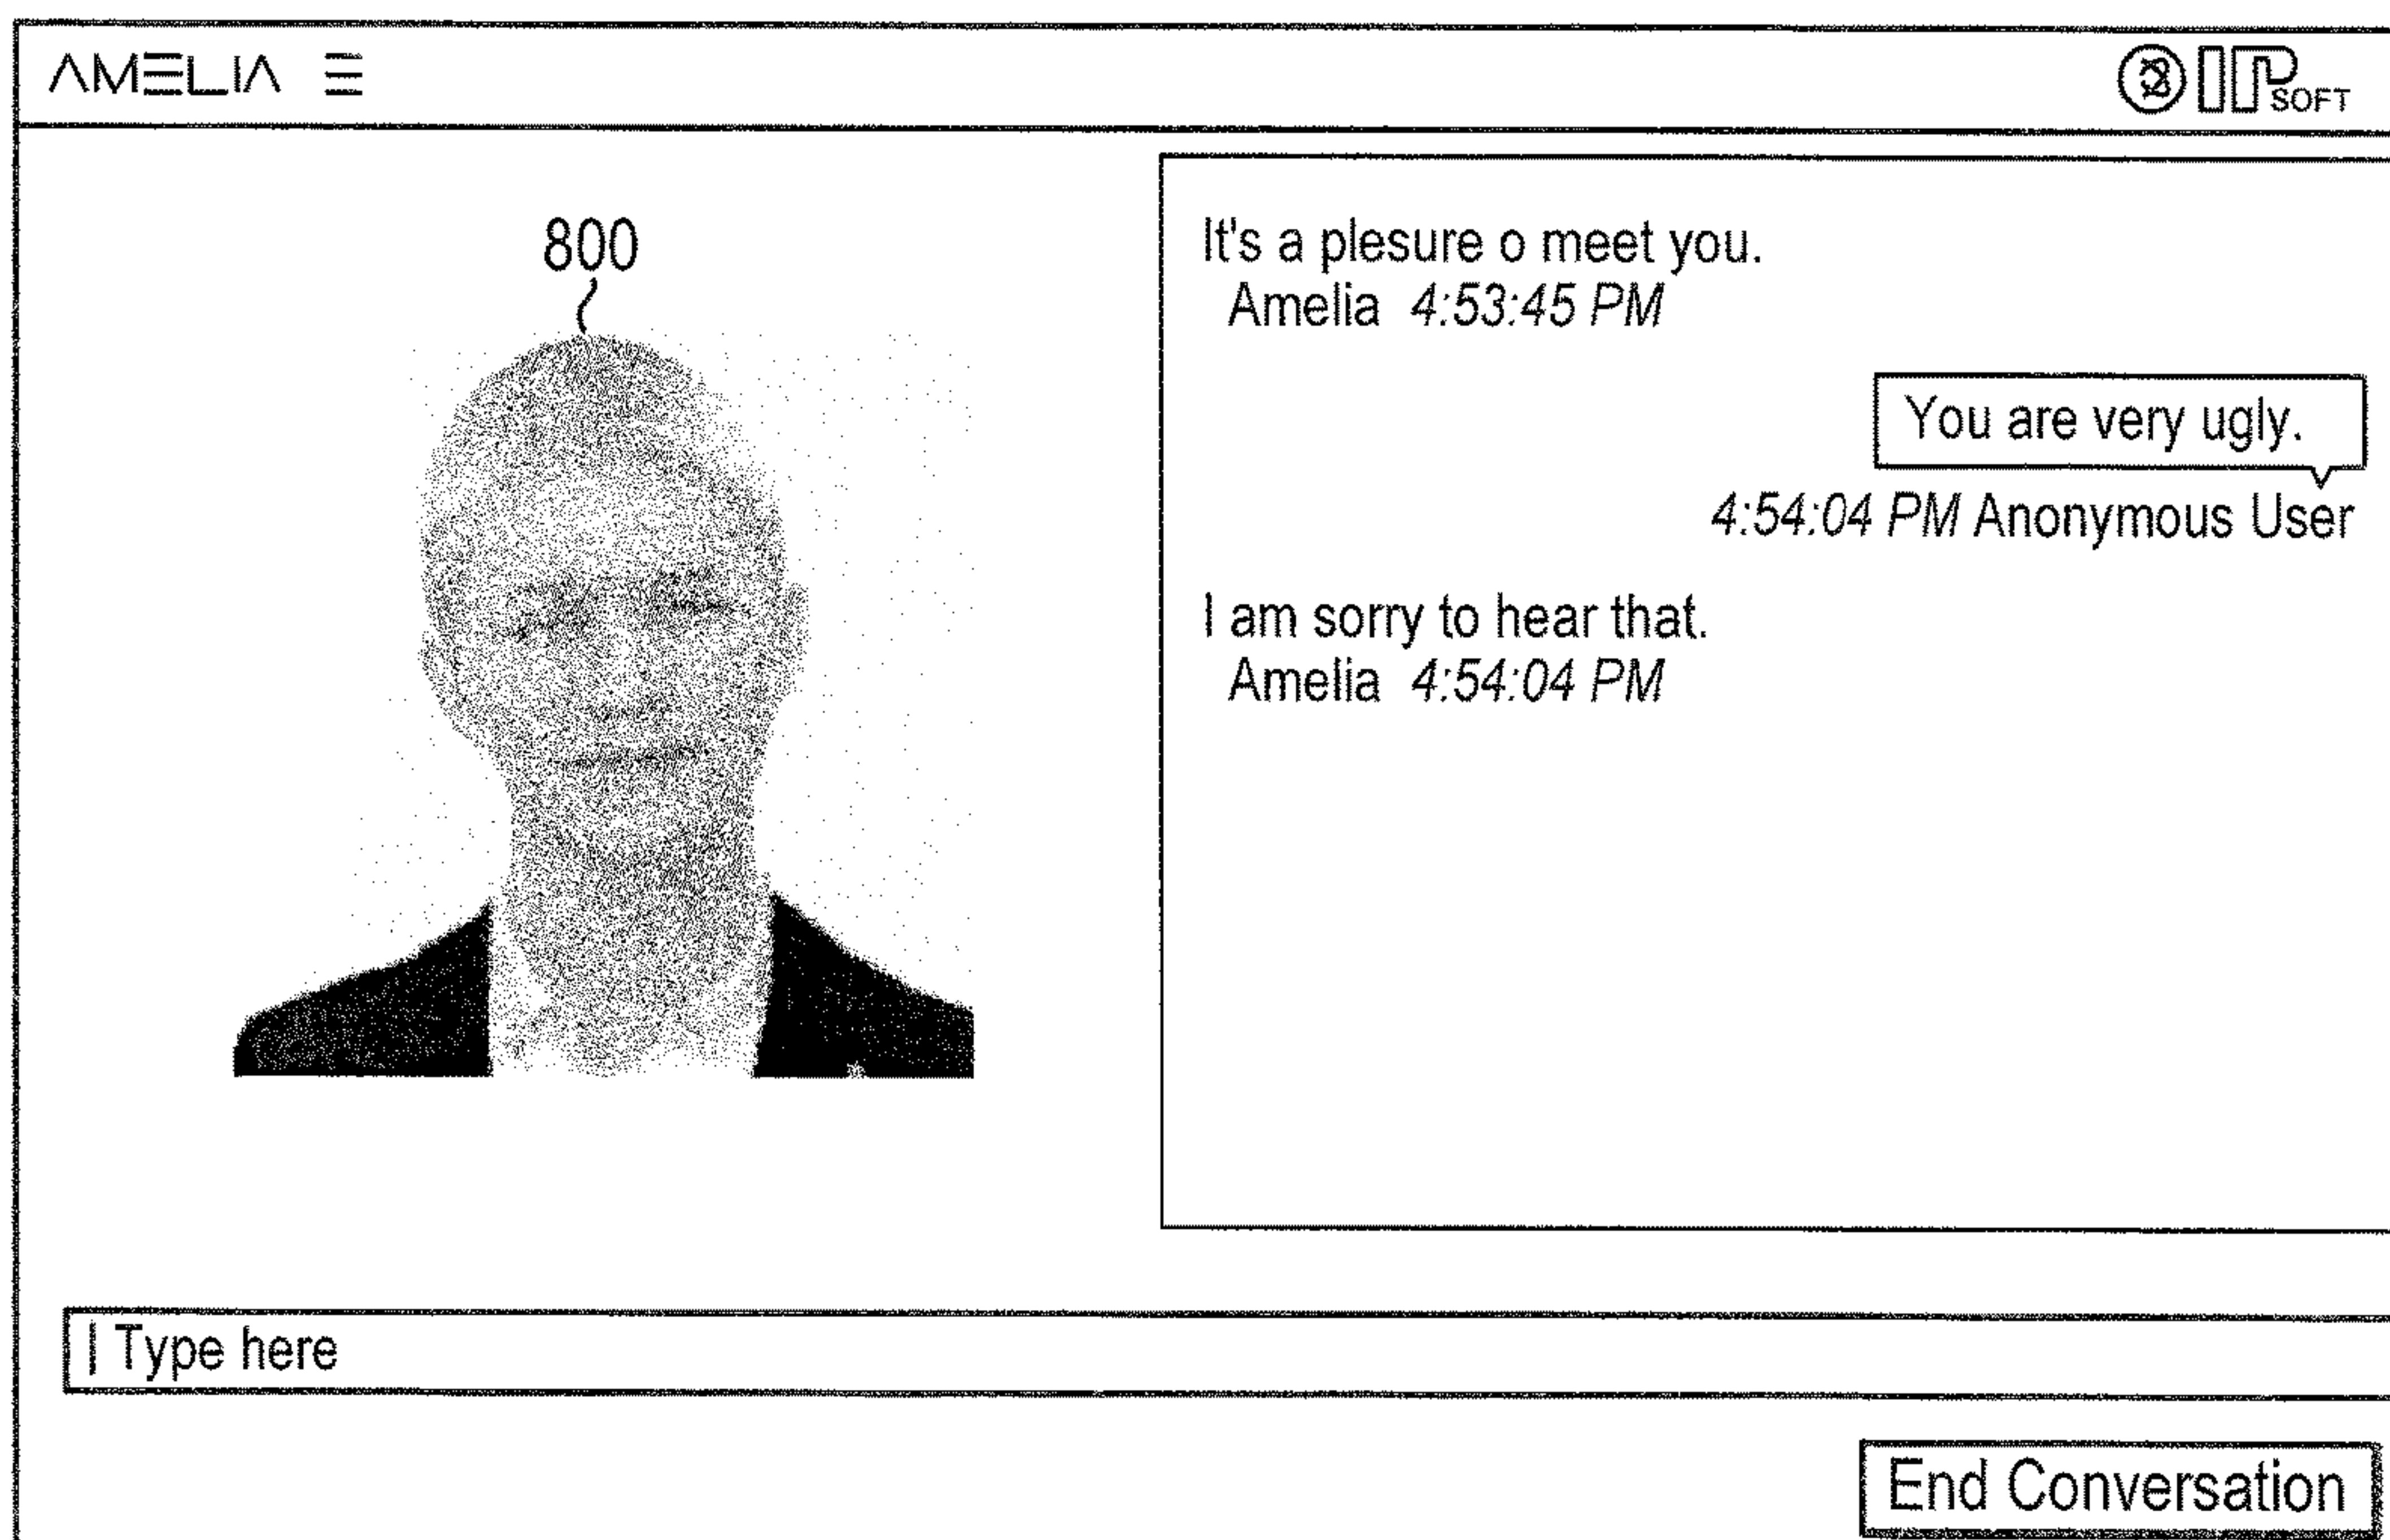 AMELIA
IPSOFT
800
It's a plesure o meet you.
Amelia 4:53:45 PM
You are very ugly.
4:54:04 PM Anonymous User
I am sorry to hear that.
Amelia 4:54:04 PM
Type here
End Conversation